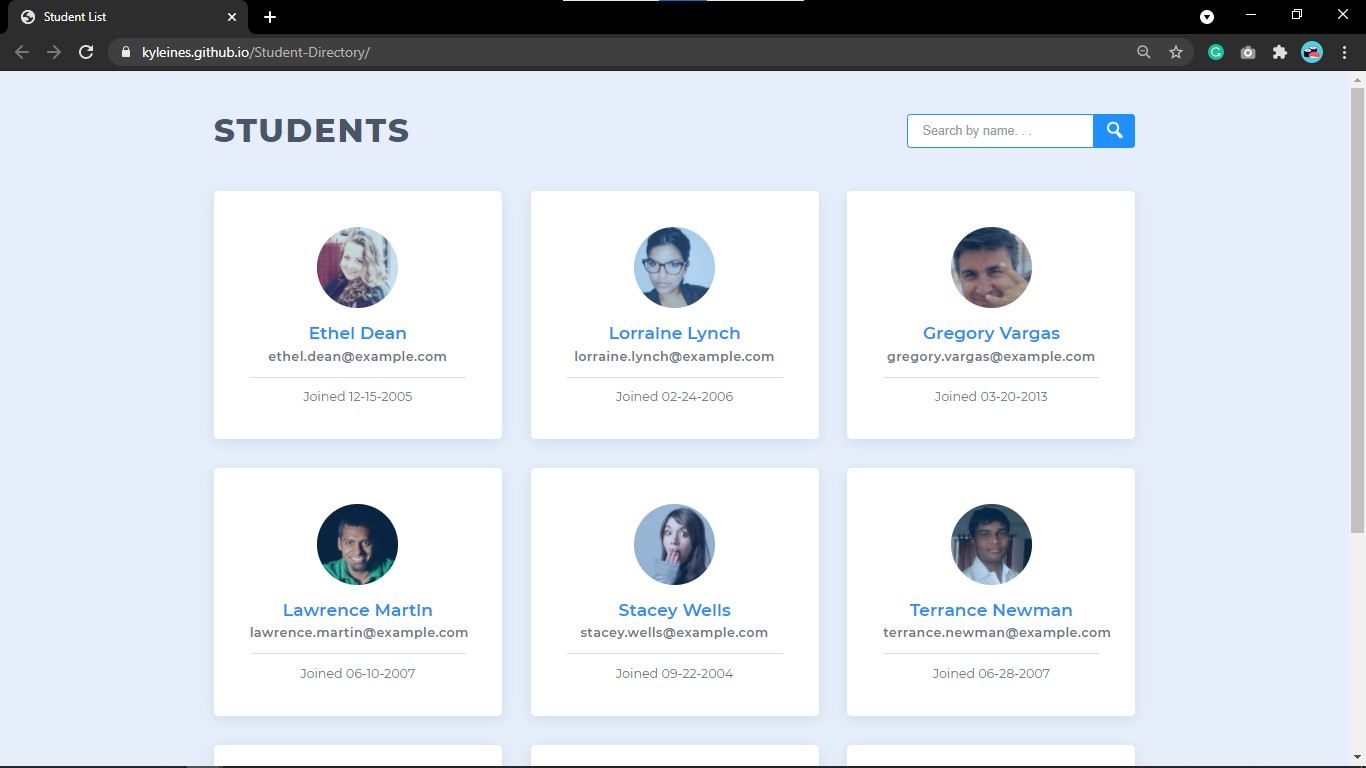 Student List
kyleines.github.io/Student-Directory/
STUDENTS
Search by name. . .
Ethel Dean
ethel.dean@example.com
Joined 12-15-2005
Lorraine Lynch
lorraine.lynch@example.com
Joined 02-24-2006
Gregory Vargas
gregory.vargas@example.com
Joined 03-20-2013
Lawrence Martin
lawrence.martin@example.com
Joined 06-10-2007
Stacey Wells
stacey.wells@example.com
Joined 09-22-2004
Terrance Newman
terrance.newman@example.com
Joined 06-28-2007